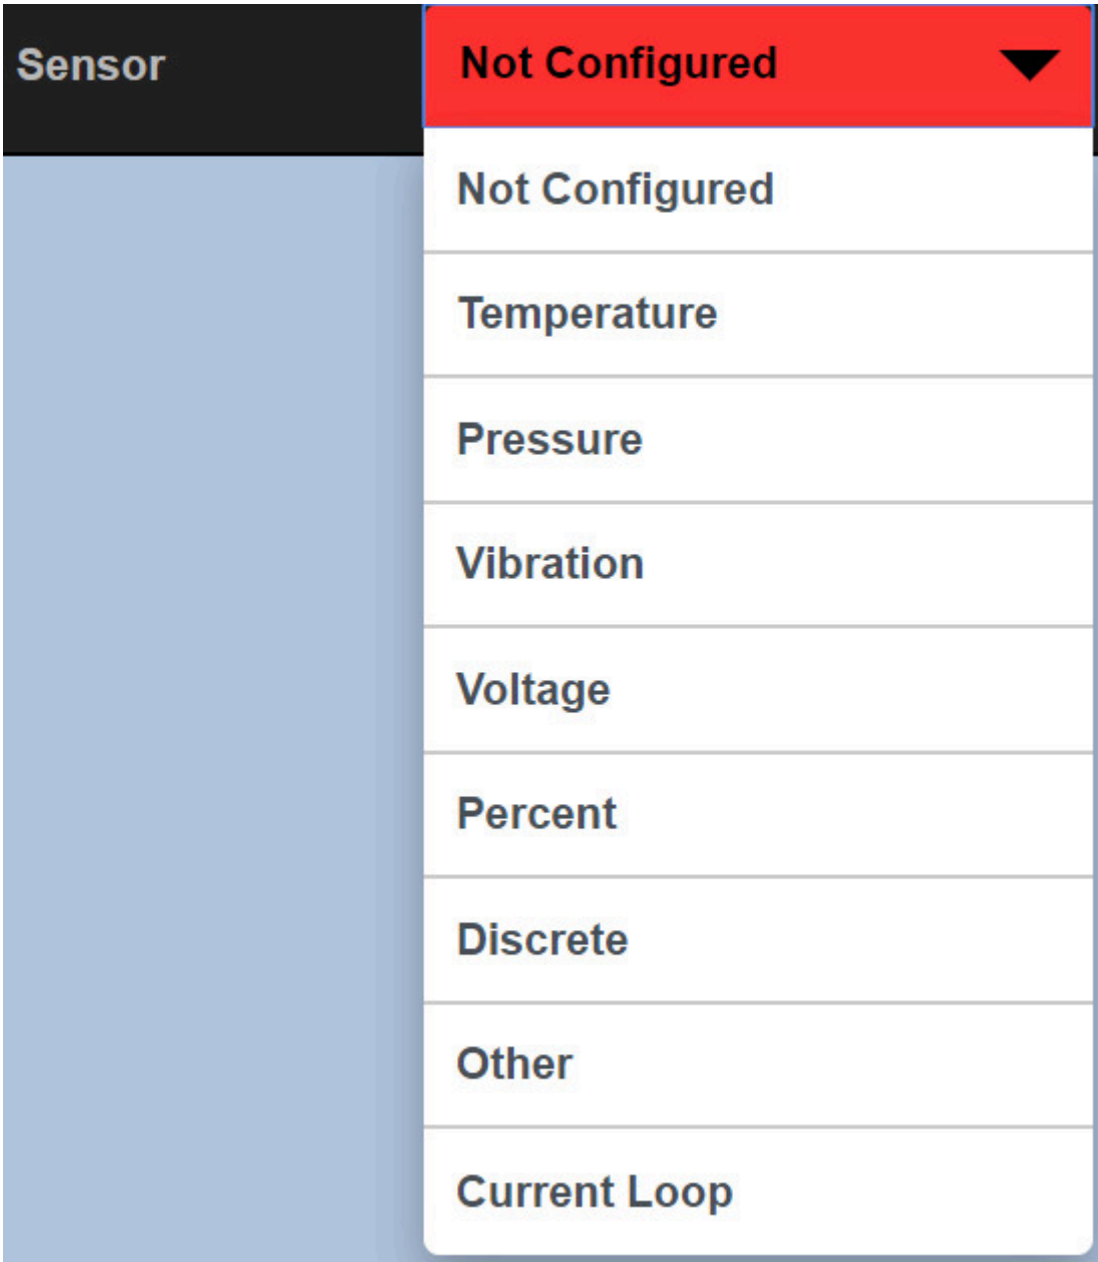 Sensor
Not Configured
Not Configured
Temperature
Pressure
Vibration
Voltage
Percent
Discrete
Other
Current Loop